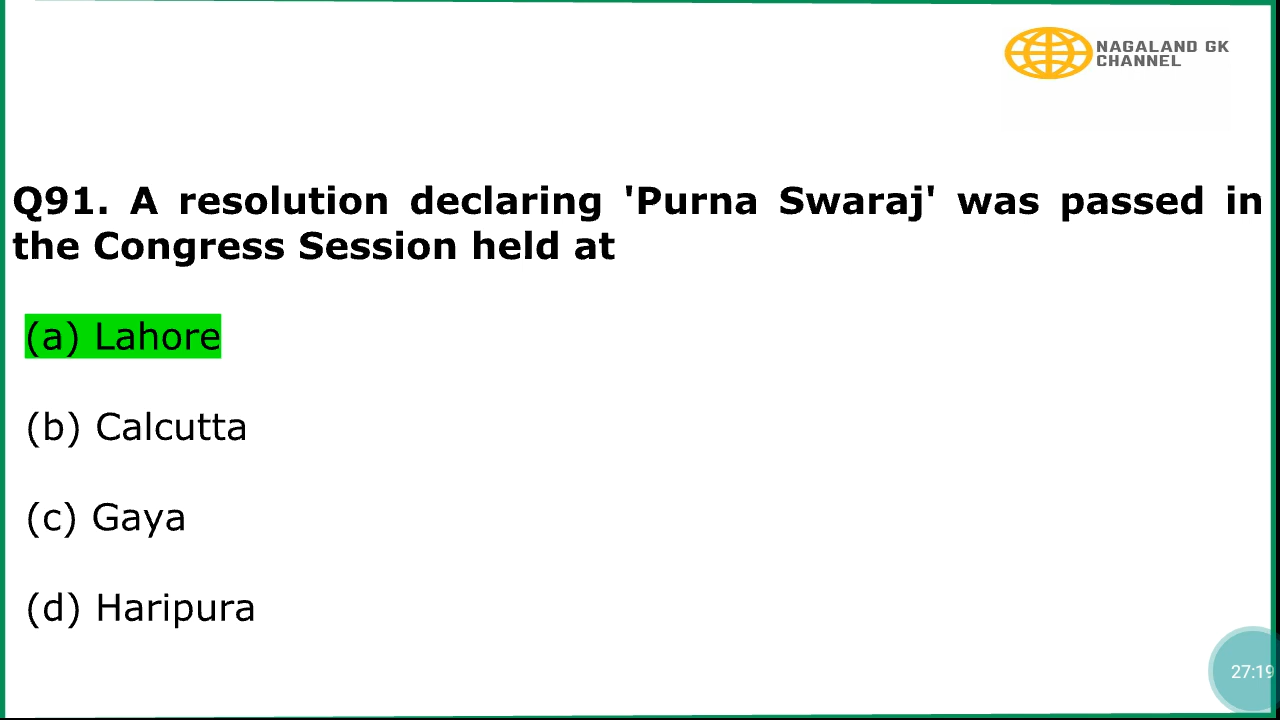 NAGALAND GK
CHANNEL
Q91. A resolution declaring 'Purna Swaraj' was passed in
the Congress Session held at
(a) Lahore
(b) Calcutta
(c) Gaya
(d) Haripura
27:19